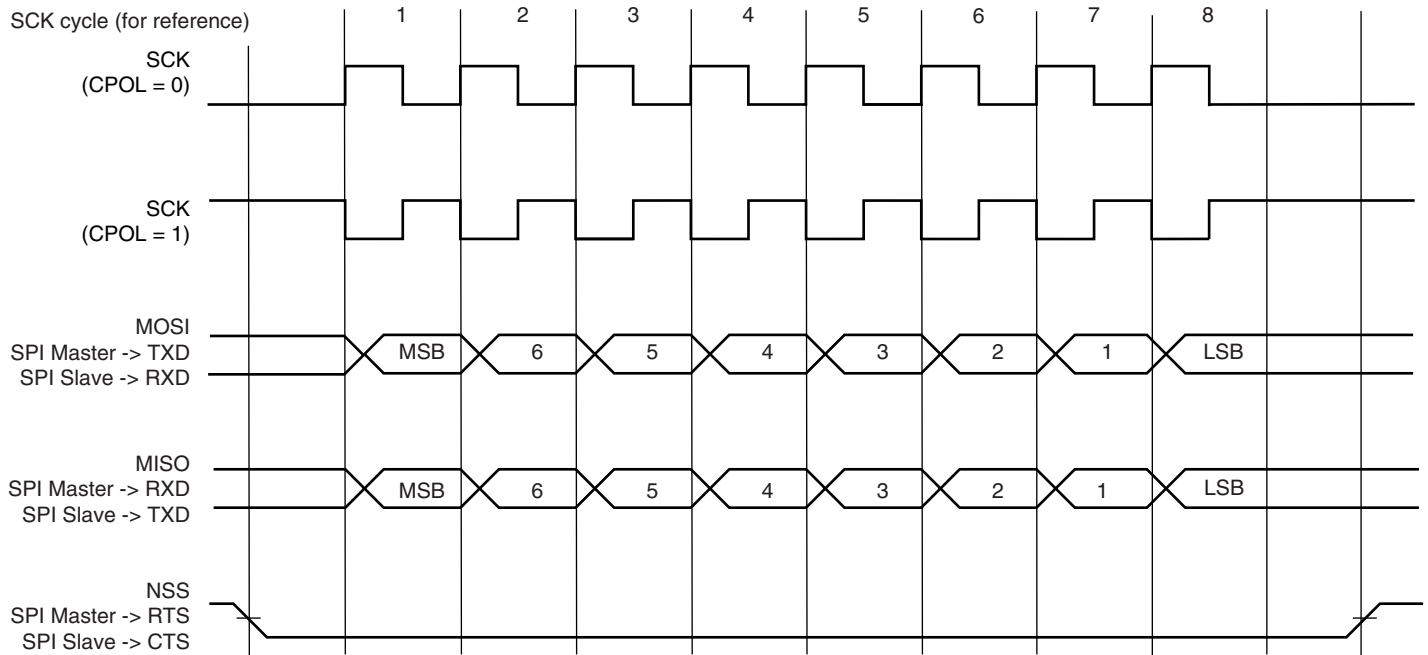 SCK cycle (for reference)
1 2 3 4 5 6 7 8
SCK
(CPOL = 0)
SCK
(CPOL = 1)
MOSI
SPI Master -> TXD
SPI Slave -> RXD
MSB 6 5 4 3 2 1 LSB
MISO
SPI Master -> RXD
SPI Slave -> TXD
MSB 6 5 4 3 2 1 LSB
NSS
SPI Master -> RTS
SPI Slave -> CTS